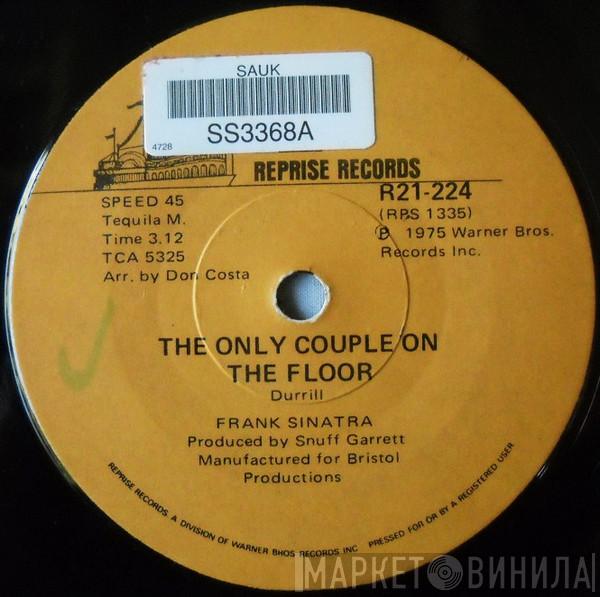 SAUK
SS3368A
4728
REPRISE RECORDS
SPEED 45
Tequila M.
Time 3.12
TCA 5325
Arr. by Don Costa
R21-224
(RPS 1335)
Ⓟ 1975 Warner Bros.
Records Inc.
THE ONLY COUPLE ON
THE FLOOR
Durrill
FRANK SINATRA
Produced by Snuff Garrett
Manufactured for Bristol
Productions
REPRISE RECORDS, A DIVISION OF WARNER BROS RECORDS INC PRESSED FOR OR BY A REGISTERED USER
МАРКЕТ ВИНИЛА